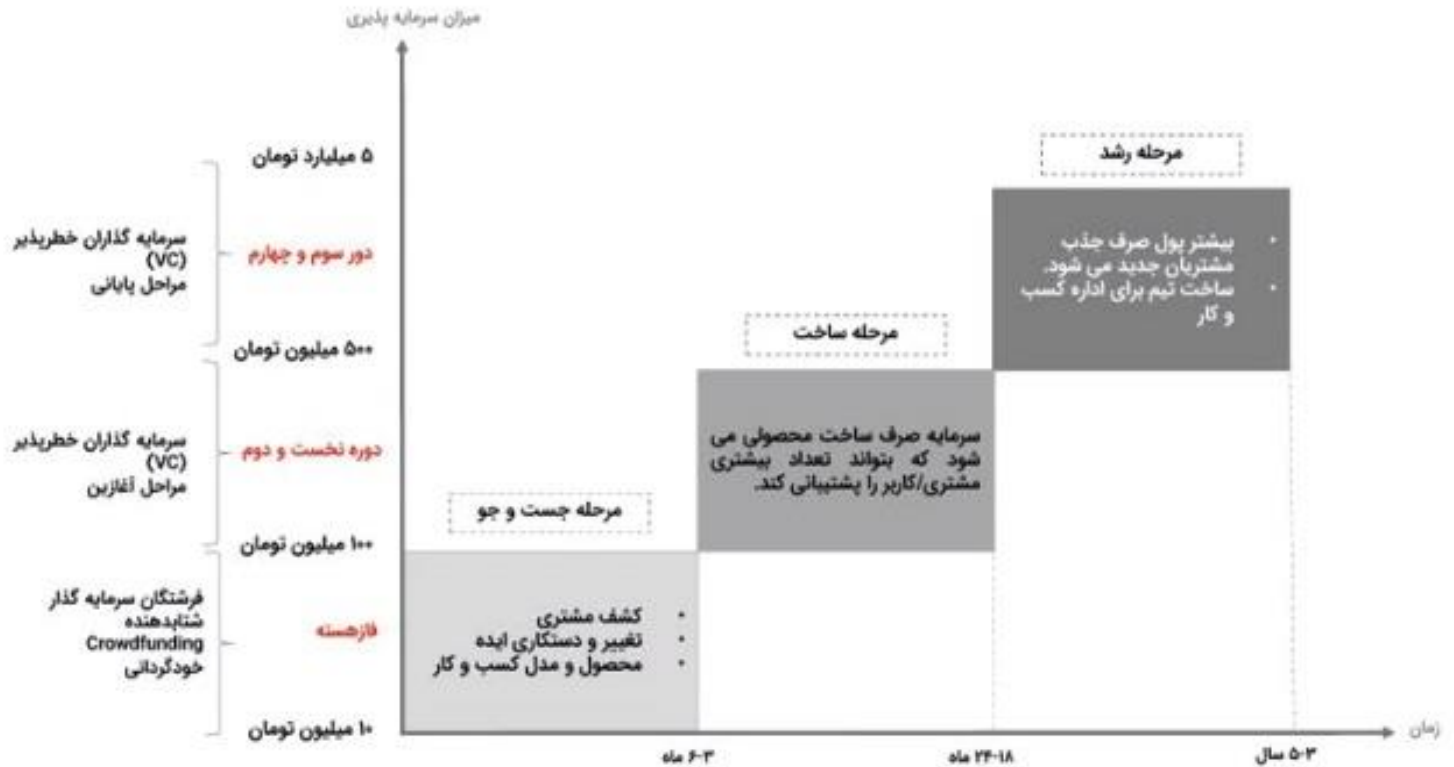 میزان سرمایه پذیری
۵ میلیارد تومان
مرحله رشد
سرمایه گذاران خطرپذیر
(VC)
مراحل پایانی
دور سوم و چهارم
بیشتر پول صرف جذب
مشتریان جدید می شود.
ساخت تیم برای اداره کسب
و کار
۵۰۰ میلیون تومان
مرحله ساخت
سرمایه گذاران خطرپذیر
(VC)
مراحل آغازین
دوره نخست و دوم
سرمایه صرف ساخت محصولی می
شود که بتواند تعداد بیشتری
مشتری/کاربر را پشتیبانی کند.
مرحله جست و جو
۱۰۰ میلیون تومان
فرشتگان سرمایه گذار
شتابدهنده
Crowdfunding
خودگردانی
فازهسته
کشف مشتری
تغییر و دستکاری ایده
محصول و مدل کسب و کار
۱۰ میلیون تومان
زمان
۶-۳ ماه
۲۴-۱۸ ماه
۵-۳ سال